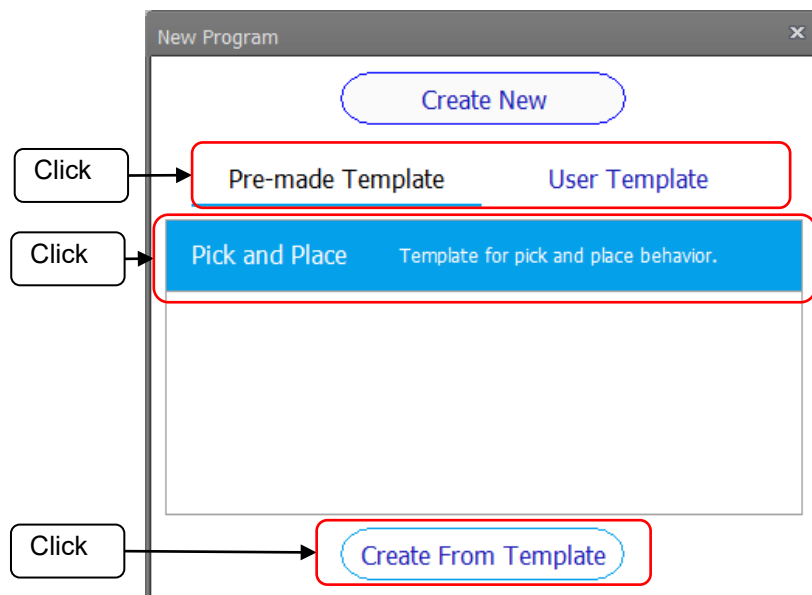 New Program
Create New
Click
Pre-made Template User Template
Click
Pick and Place Template for pick and place behavior.
Click
Create From Template